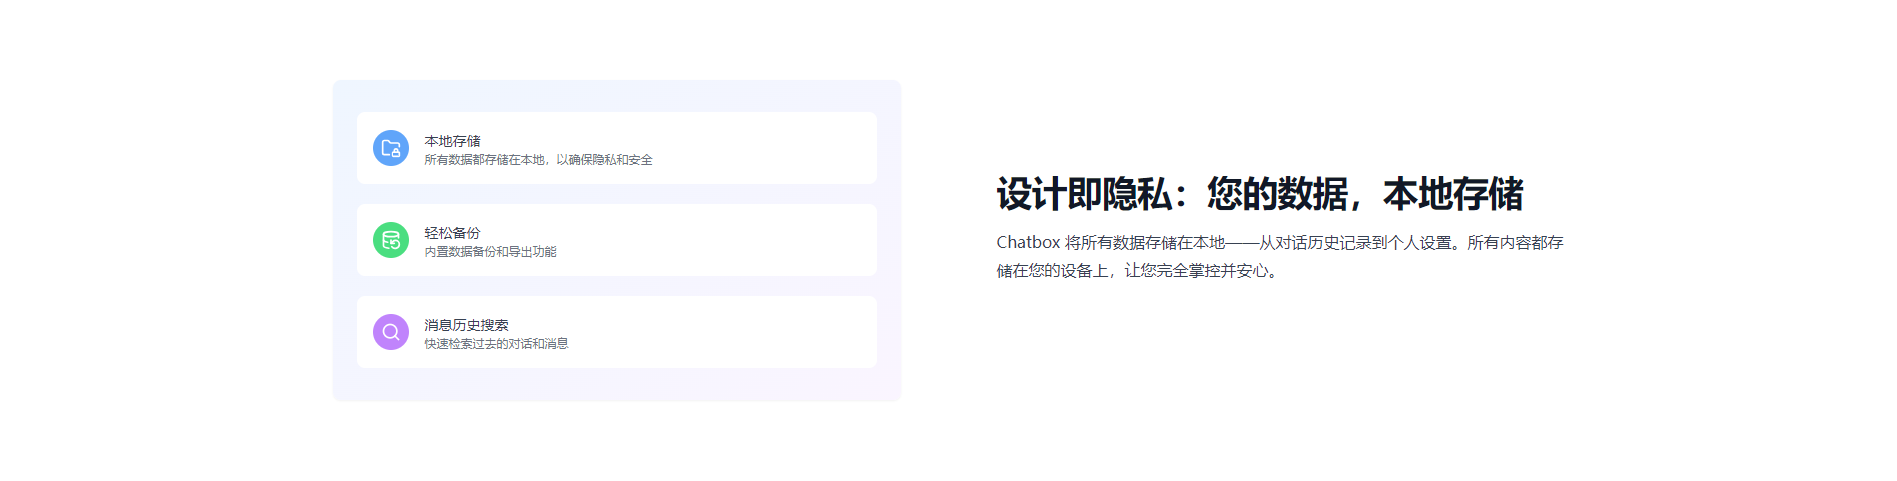 本地存储
所有数据都存储在本地，以确保隐私和安全
轻松备份
内置数据备份和导出功能
消息历史搜索
快速检索过去的对话和消息
设计即隐私：您的数据，本地存储
Chatbox 将所有数据存储在本地——从对话历史记录到个人设置。所有内容都存
储在您的设备上，让您完全掌控并安心。